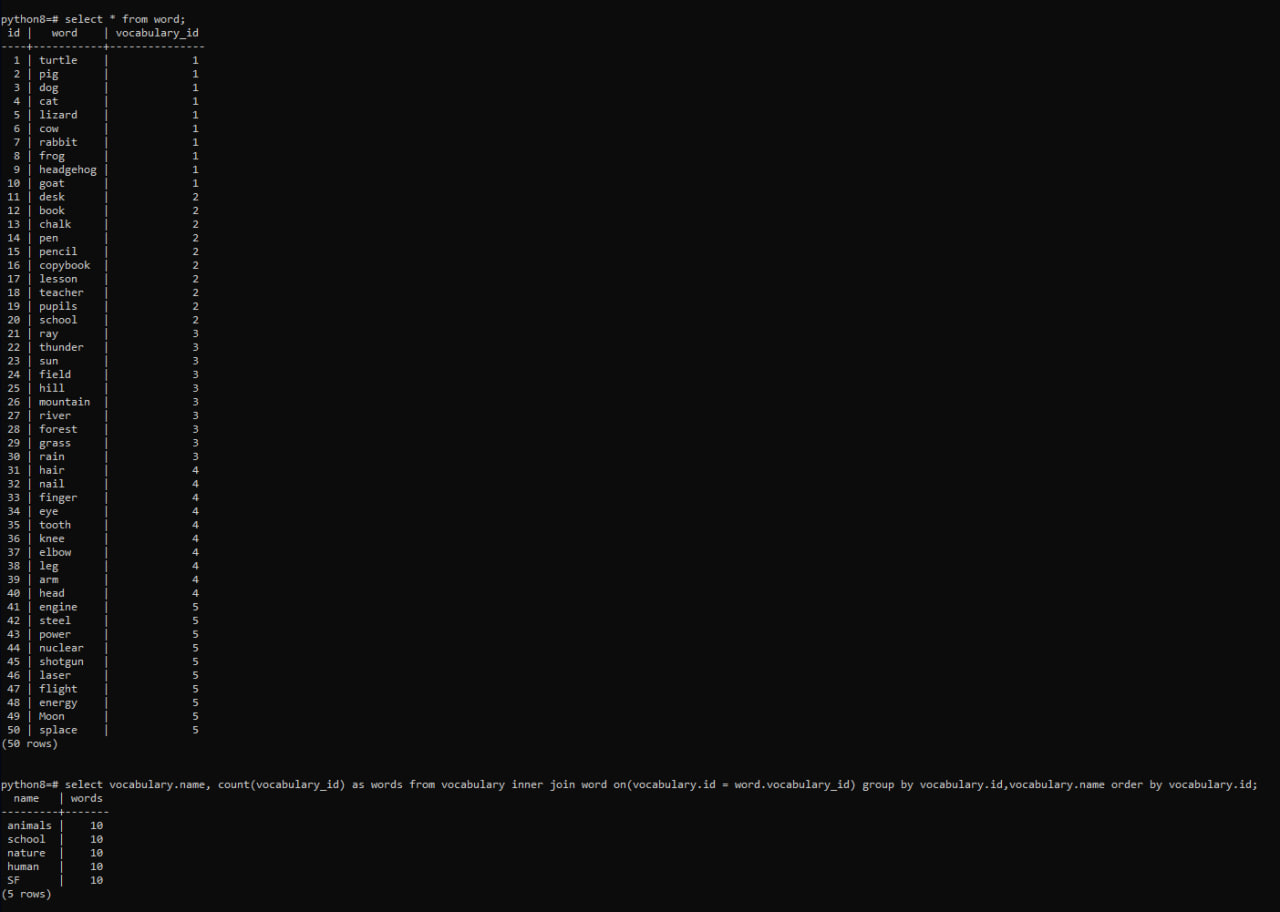 python8=# select * from word;
 id |   word    | vocabulary_id
----+-----------+---------------
  1 | turtle    |             1
  2 | pig       |             1
  3 | dog       |             1
  4 | cat       |             1
  5 | lizard    |             1
  6 | cow       |             1
  7 | rabbit    |             1
  8 | frog      |             1
  9 | headgehog |             1
 10 | goat      |             1
 11 | desk      |             2
 12 | book      |             2
 13 | chalk     |             2
 14 | pen       |             2
 15 | pencil    |             2
 16 | copybook  |             2
 17 | lesson    |             2
 18 | teacher   |             2
 19 | pupils    |             2
 20 | school    |             2
 21 | ray       |             3
 22 | thunder   |             3
 23 | sun       |             3
 24 | field     |             3
 25 | hill      |             3
 26 | mountain  |             3
 27 | river     |             3
 28 | forest    |             3
 29 | grass     |             3
 30 | rain      |             3
 31 | hair      |             4
 32 | nail      |             4
 33 | finger    |             4
 34 | eye       |             4
 35 | tooth     |             4
 36 | knee      |             4
 37 | elbow     |             4
 38 | leg       |             4
 39 | arm       |             4
 40 | head      |             4
 41 | engine    |             5
 42 | steel     |             5
 43 | power     |             5
 44 | nuclear   |             5
 45 | shotgun   |             5
 46 | laser     |             5
 47 | flight    |             5
 48 | energy    |             5
 49 | Moon      |             5
 50 | splace    |             5
(50 rows)
python8=# select vocabulary.name, count(vocabulary_id) as words from vocabulary inner join word on(vocabulary.id = word.vocabulary_id) group by vocabulary.id,vocabulary.name order by vocabulary.id;
  name   | words
---------+-------
 animals |    10
 school  |    10
 nature  |    10
 human   |    10
 SF      |    10
(5 rows)